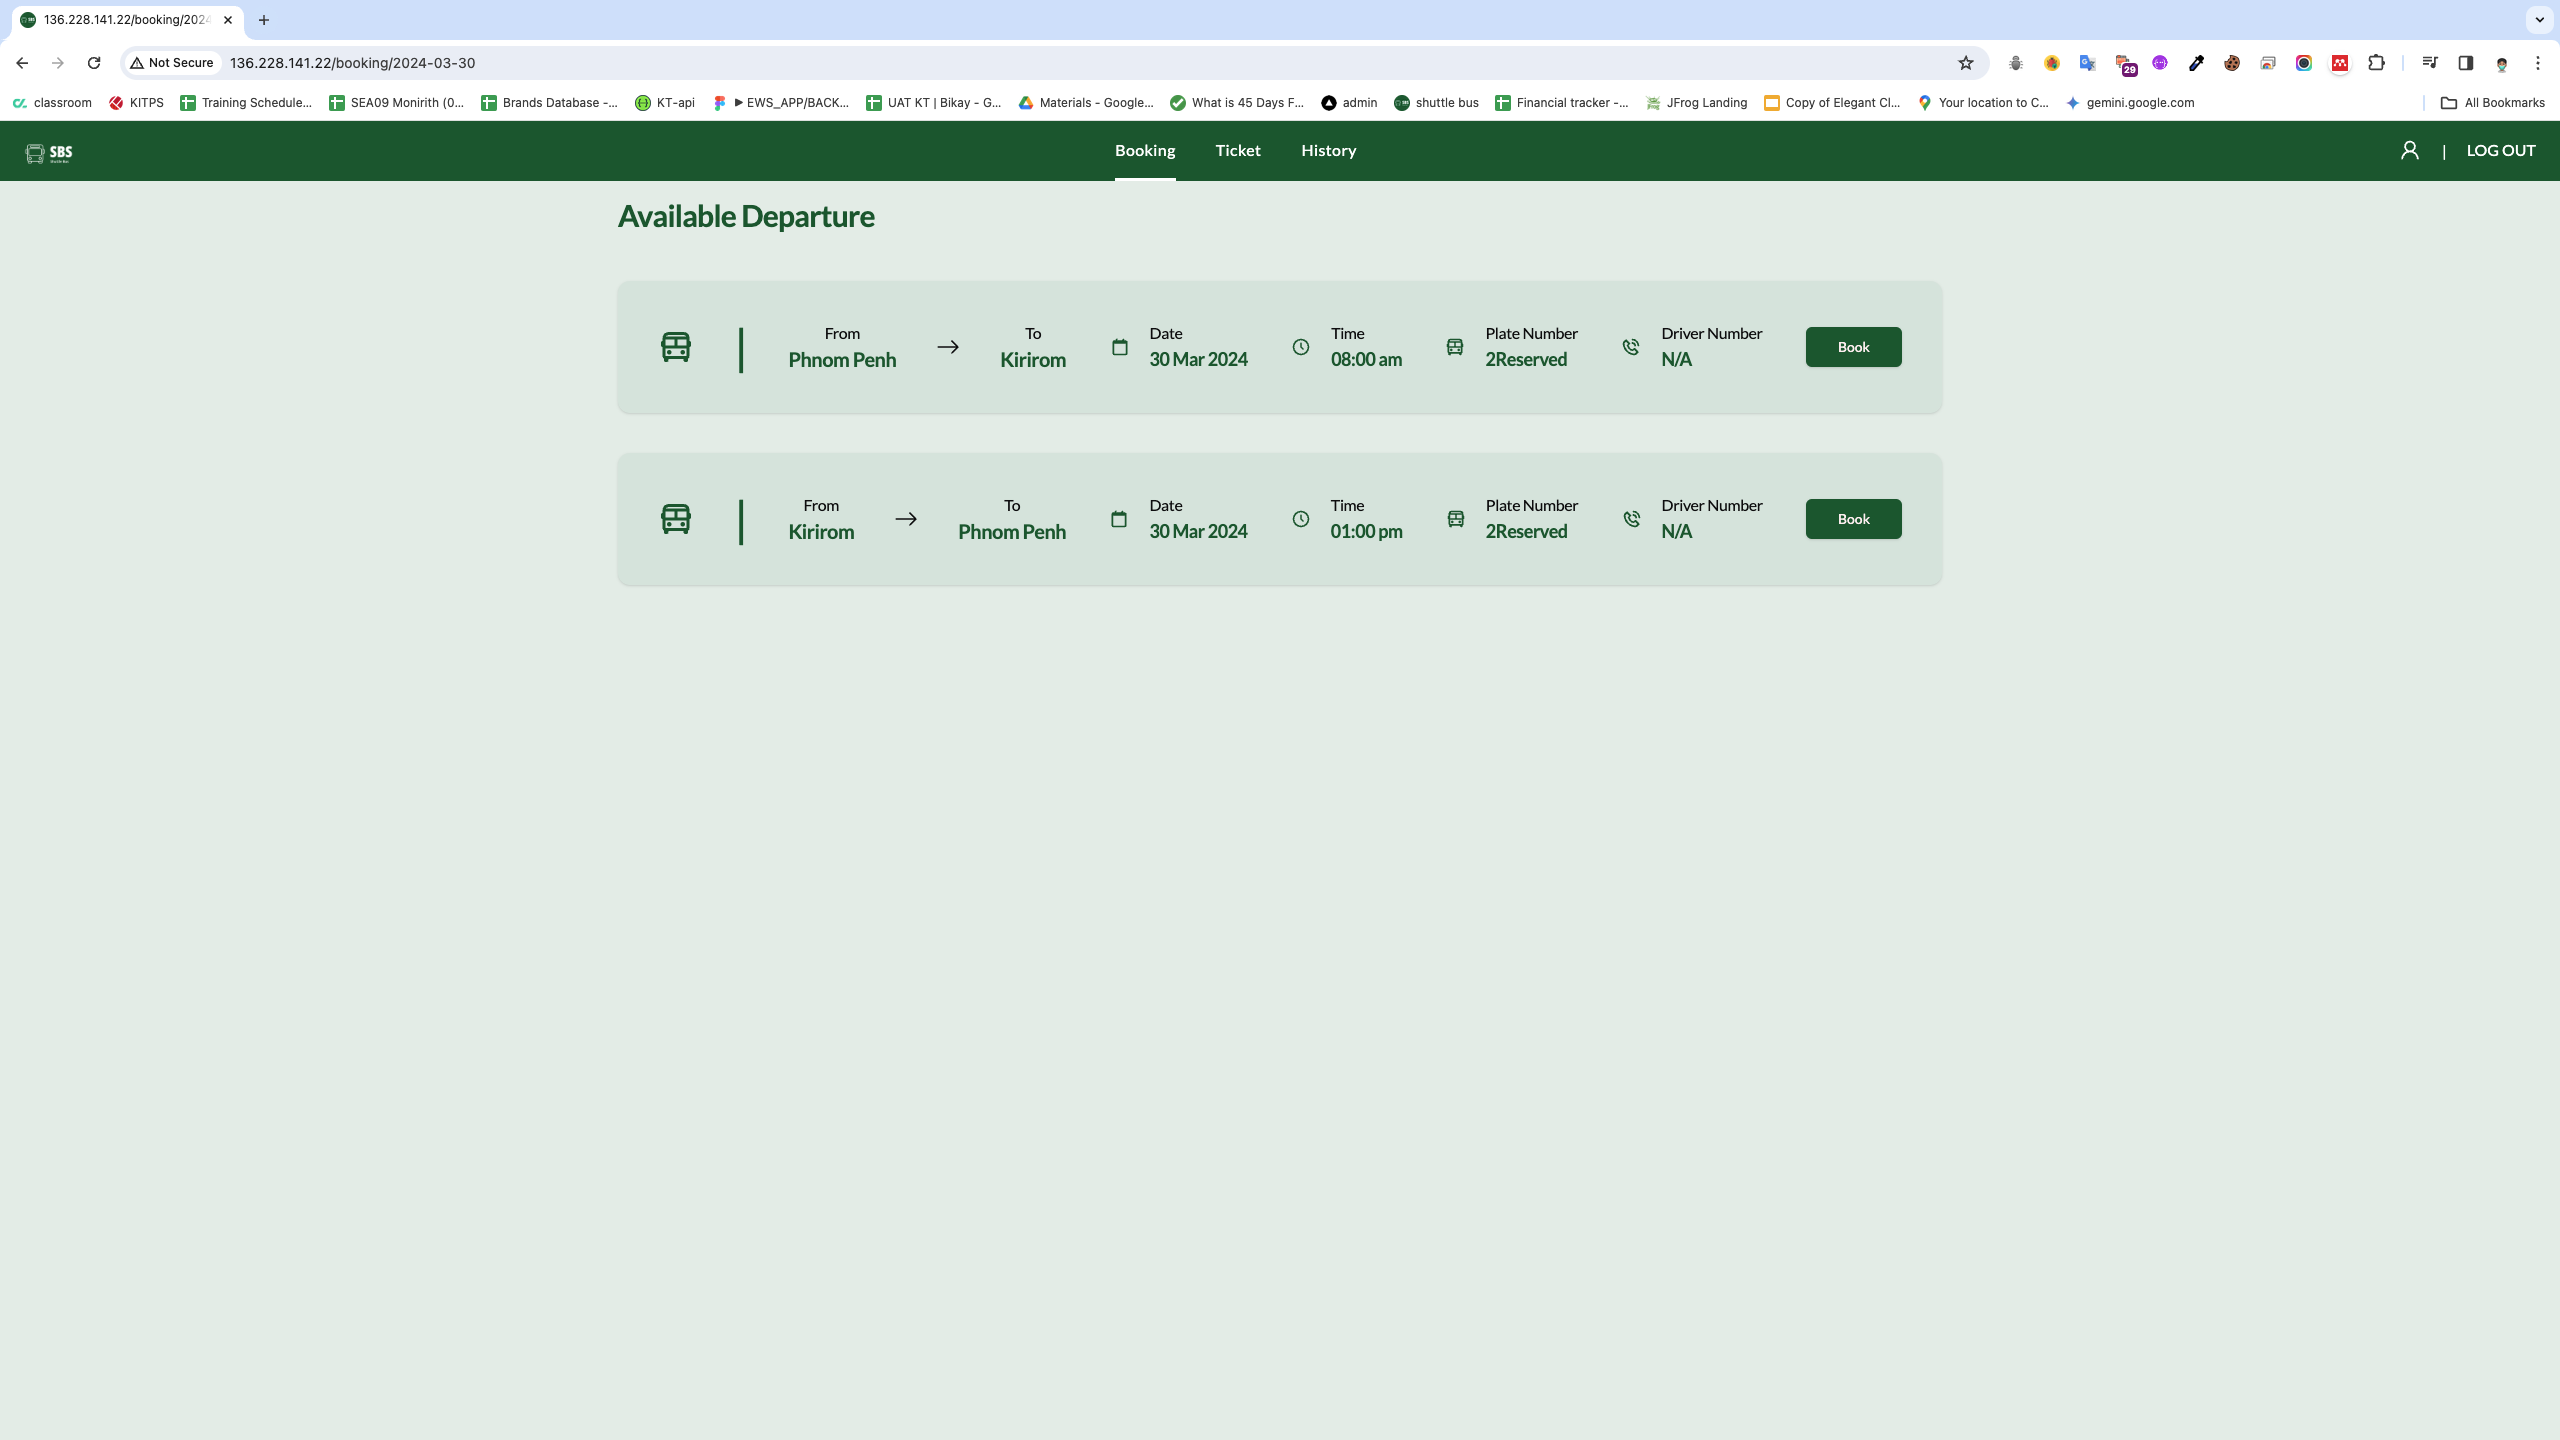 136.228.141.22/booking/2024
Not Secure 136.228.141.22/booking/2024-03-30
29
classroom KITPS Training Schedule... SEA09 Monirith (0... Brands Database -... KT-api EWS_APP/BACK... UAT KT | Bikay - G... Materials - Google... What is 45 Days F... admin shuttle bus Financial tracker -... JFrog Landing Copy of Elegant Cl... Your location to C... gemini.google.com All Bookmarks
SBS Booking Ticket History | LOG OUT
Available Departure
From To Date Time Plate Number Driver Number
Phnom Penh Kirirom 30 Mar 2024 08:00 am 2Reserved N/A Book
From To Date Time Plate Number Driver Number
Kirirom Phnom Penh 30 Mar 2024 01:00 pm 2Reserved N/A Book